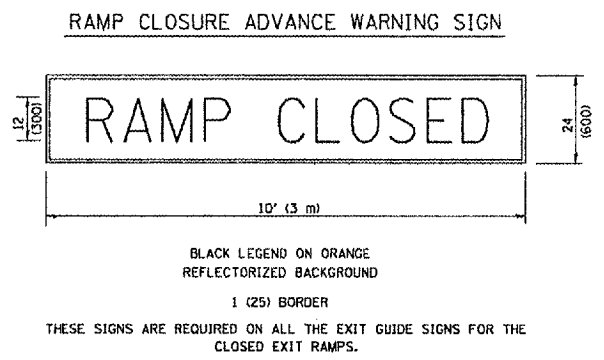 RAMP CLOSURE ADVANCE WARNING SIGN
RAMP CLOSED
12
(300)
24
(600)
10' (3 m)
BLACK LEGEND ON ORANGE
REFLECTORIZED BACKGROUND
1 (25) BORDER
THESE SIGNS ARE REQUIRED ON ALL THE EXIT GUIDE SIGNS FOR THE
CLOSED EXIT RAMPS.